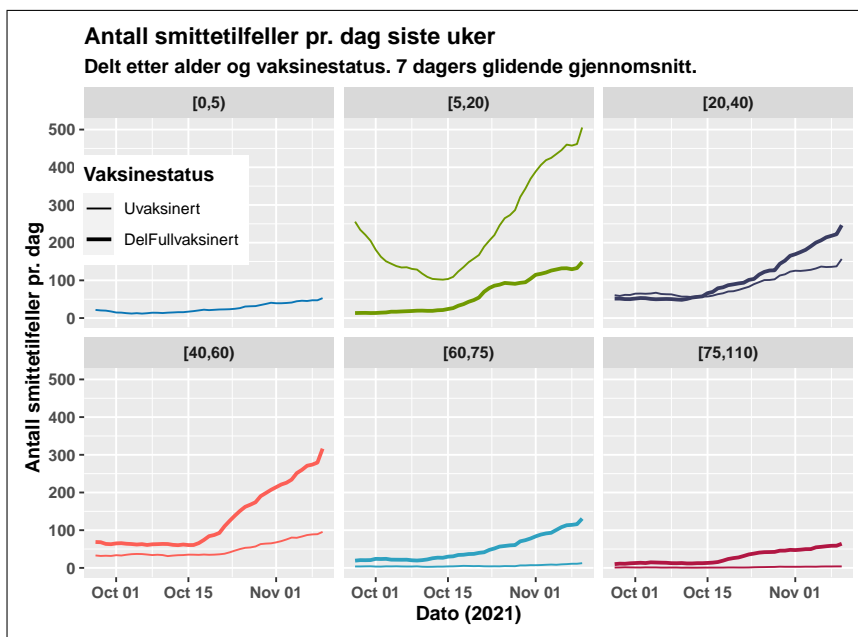 Antall smittetilfeller pr. dag siste uker
Delt etter alder og vaksinestatus. 7 dagers glidende gjennomsnitt.
[0,5)
[5,20)
[20,40)
500
400
300
200
100
0
Vaksinestatus
Uvaksinert
DelFullvaksinert
Antall smittetilfeller pr. dag
[40,60)
[60,75)
[75,110)
500
400
300
200
100
0
Oct 01
Oct 15
Nov 01
Oct 01
Oct 15
Nov 01
Oct 01
Oct 15
Nov 01
Dato (2021)